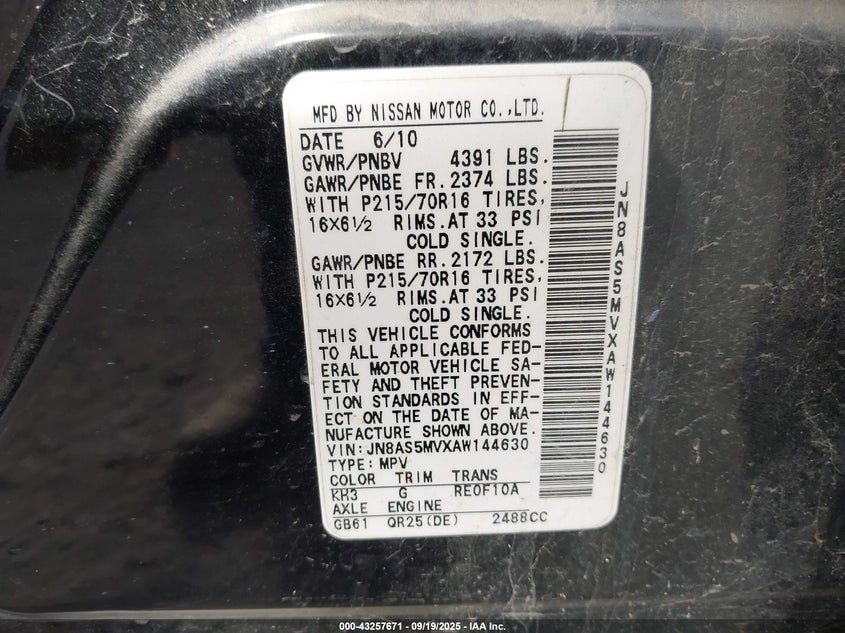 MFD BY NISSAN MOTOR CO.,LTD.
DATE 6/10
GVWR/PNBV 4391 LBS.
GAWR/PNBE FR. 2374 LBS.
WITH P215/70R16 TIRES,
16X6½ RIMS.AT 33 PSI
COLD SINGLE.
GAWR/PNBE RR. 2172 LBS.
WITH P215/70R16 TIRES,
16X6½ RIMS.AT 33 PSI
COLD SINGLE.
THIS VEHICLE CONFORMS
TO ALL APPLICABLE FED-
ERAL MOTOR VEHICLE SA-
FETY AND THEFT PREVEN-
TION STANDARDS IN EFF-
ECT ON THE DATE OF MA-
NUFACTURE SHOWN ABOVE.
VIN:JN8AS5MVXAW144630
TYPE:MPV
COLOR TRIM TRANS
KH3 G RE0F10A
AXLE ENGINE
GB61 QR25(DE) 2488CC
JN8AS5MVXAW144630
000-43257671 - 09/19/2025 - IAA Inc.